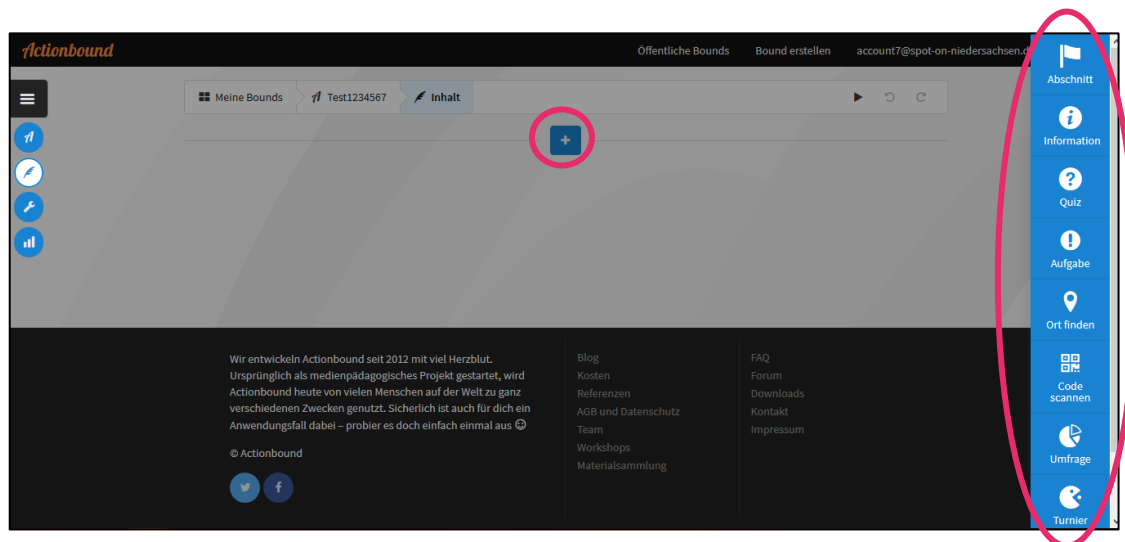 Actionbound
Öffentliche Bounds
Bound erstellen
account7@spot-on-niedersachsen.d
Meine Bounds
Test1234567
Inhalt
Abschnitt
Information
Quiz
Aufgabe
Ort finden
Code
scannen
Umfrage
Turnier
Wir entwickeln Actionbound seit 2012 mit viel Herzblut.
Ursprünglich als medienpädagogisches Projekt gestartet, wird
Actionbound heute von vielen Menschen auf der Welt zu ganz
verschiedenen Zwecken genutzt. Sicherlich ist auch für dich ein
Anwendungsfall dabei – probier es doch einfach einmal aus
© Actionbound
Blog
Kosten
Referenzen
AGB und Datenschutz
Team
Workshops
Materialsammlung
FAQ
Forum
Downloads
Kontakt
Impressum